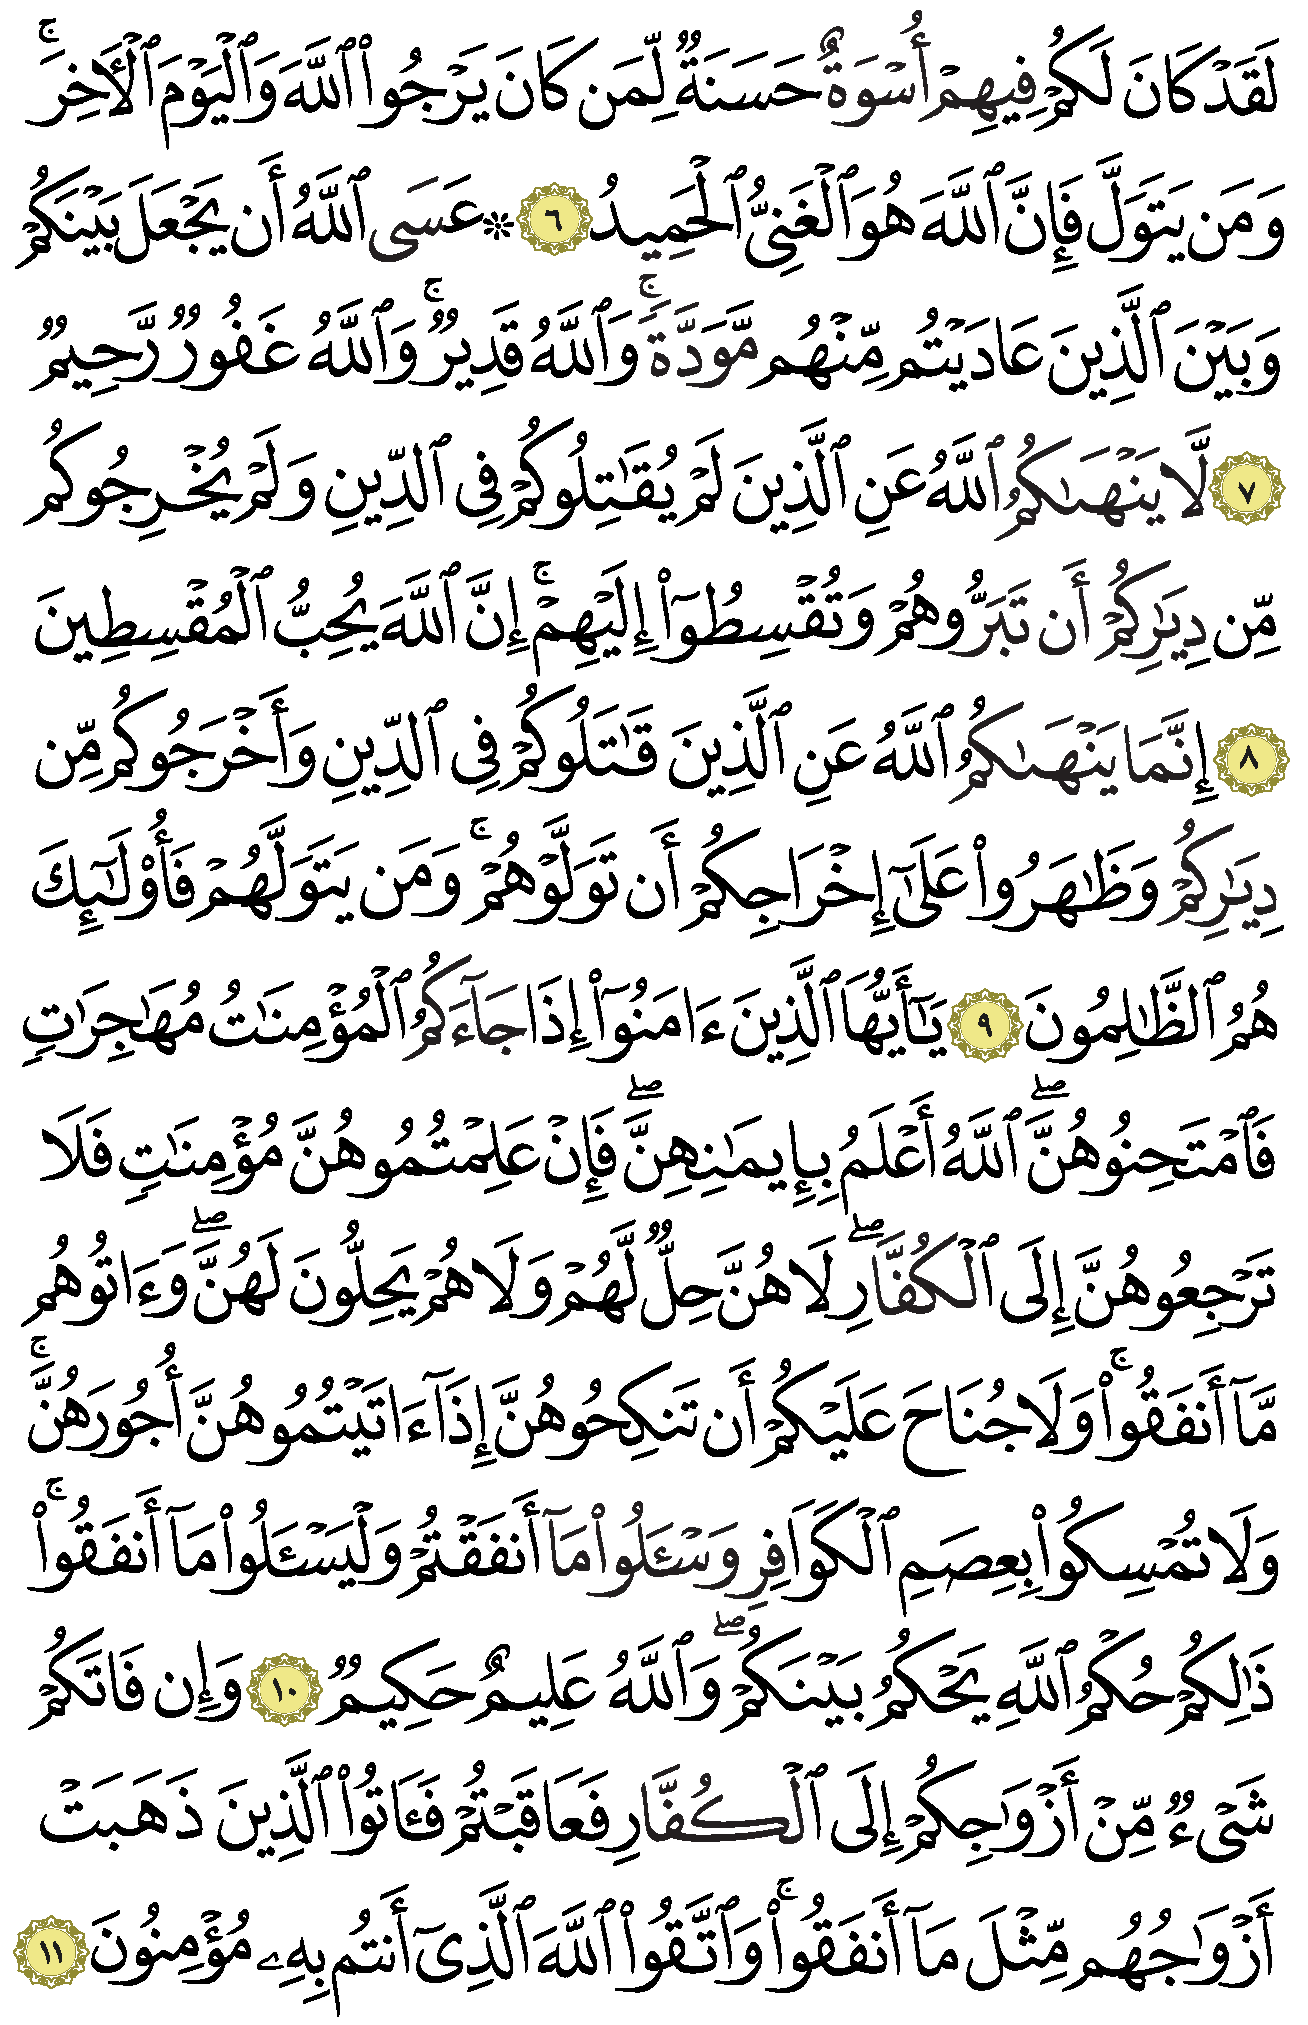 لَقَدْ كَانَ لَكُمْ فِيهِمْ أُسْوَةٌ حَسَنَةٌ لِّمَن كَانَ يَرْجُوا۟ ٱللَّهَ وَٱلْيَوْمَ ٱلْـَٔاخِرَ ۚ
وَمَن يَتَوَلَّ فَإِنَّ ٱللَّهَ هُوَ ٱلْغَنِىُّ ٱلْحَمِيدُ ٦ ۞ عَسَى ٱللَّهُ أَن يَجْعَلَ بَيْنَكُمْ
وَبَيْنَ ٱلَّذِينَ عَادَيْتُم مِّنْهُم مَّوَدَّةً ۚ وَٱللَّهُ قَدِيرٌ ۚ وَٱللَّهُ غَفُورٌ رَّحِيمٌ
٧ لَّا يَنْهَىٰكُمُ ٱللَّهُ عَنِ ٱلَّذِينَ لَمْ يُقَـٰتِلُوكُمْ فِى ٱلدِّينِ وَلَمْ يُخْرِجُوكُم
مِّن دِيَـٰرِكُمْ أَن تَبَرُّوهُمْ وَتُقْسِطُوٓا۟ إِلَيْهِمْ ۚ إِنَّ ٱللَّهَ يُحِبُّ ٱلْمُقْسِطِينَ
٨ إِنَّمَا يَنْهَىٰكُمُ ٱللَّهُ عَنِ ٱلَّذِينَ قَـٰتَلُوكُمْ فِى ٱلدِّينِ وَأَخْرَجُوكُم مِّن
دِيَـٰرِكُمْ وَظَـٰهَرُوا۟ عَلَىٰٓ إِخْرَاجِكُمْ أَن تَوَلَّوْهُمْ ۚ وَمَن يَتَوَلَّهُمْ فَأُو۟لَـٰٓئِكَ
هُمُ ٱلظَّـٰلِمُونَ ٩ يَـٰٓأَيُّهَا ٱلَّذِينَ ءَامَنُوٓا۟ إِذَا جَآءَكُمُ ٱلْمُؤْمِنَـٰتُ مُهَـٰجِرَٰتٍ
فَٱمْتَحِنُوهُنَّ ۖ ٱللَّهُ أَعْلَمُ بِإِيمَـٰنِهِنَّ ۖ فَإِنْ عَلِمْتُمُوهُنَّ مُؤْمِنَـٰتٍ فَلَا
تَرْجِعُوهُنَّ إِلَى ٱلْكُفَّارِ ۖ لَا هُنَّ حِلٌّ لَّهُمْ وَلَا هُمْ يَحِلُّونَ لَهُنَّ ۖ وَءَاتُوهُم
مَّآ أَنفَقُوا۟ ۚ وَلَا جُنَاحَ عَلَيْكُمْ أَن تَنكِحُوهُنَّ إِذَآ ءَاتَيْتُمُوهُنَّ أُجُورَهُنَّ ۚ
وَلَا تُمْسِكُوا۟ بِعِصَمِ ٱلْكَوَافِرِ وَسْـَٔلُوا۟ مَآ أَنفَقْتُمْ وَلْيَسْـَٔلُوا۟ مَآ أَنفَقُوا۟ ۚ
ذَٰلِكُمْ حُكْمُ ٱللَّهِ يَحْكُمُ بَيْنَكُمْ ۖ وَٱللَّهُ عَلِيمٌ حَكِيمٌ ١٠ وَإِن فَاتَكُمْ
شَىْءٌ مِّنْ أَزْوَٰجِكُمْ إِلَى ٱلْكُفَّارِ فَعَاقَبْتُمْ فَـَٔاتُوا۟ ٱلَّذِينَ ذَهَبَتْ
أَزْوَٰجُهُم مِّثْلَ مَآ أَنفَقُوا۟ ۚ وَٱتَّقُوا۟ ٱللَّهَ ٱلَّذِىٓ أَنتُم بِهِۦ مُؤْمِنُونَ ١١